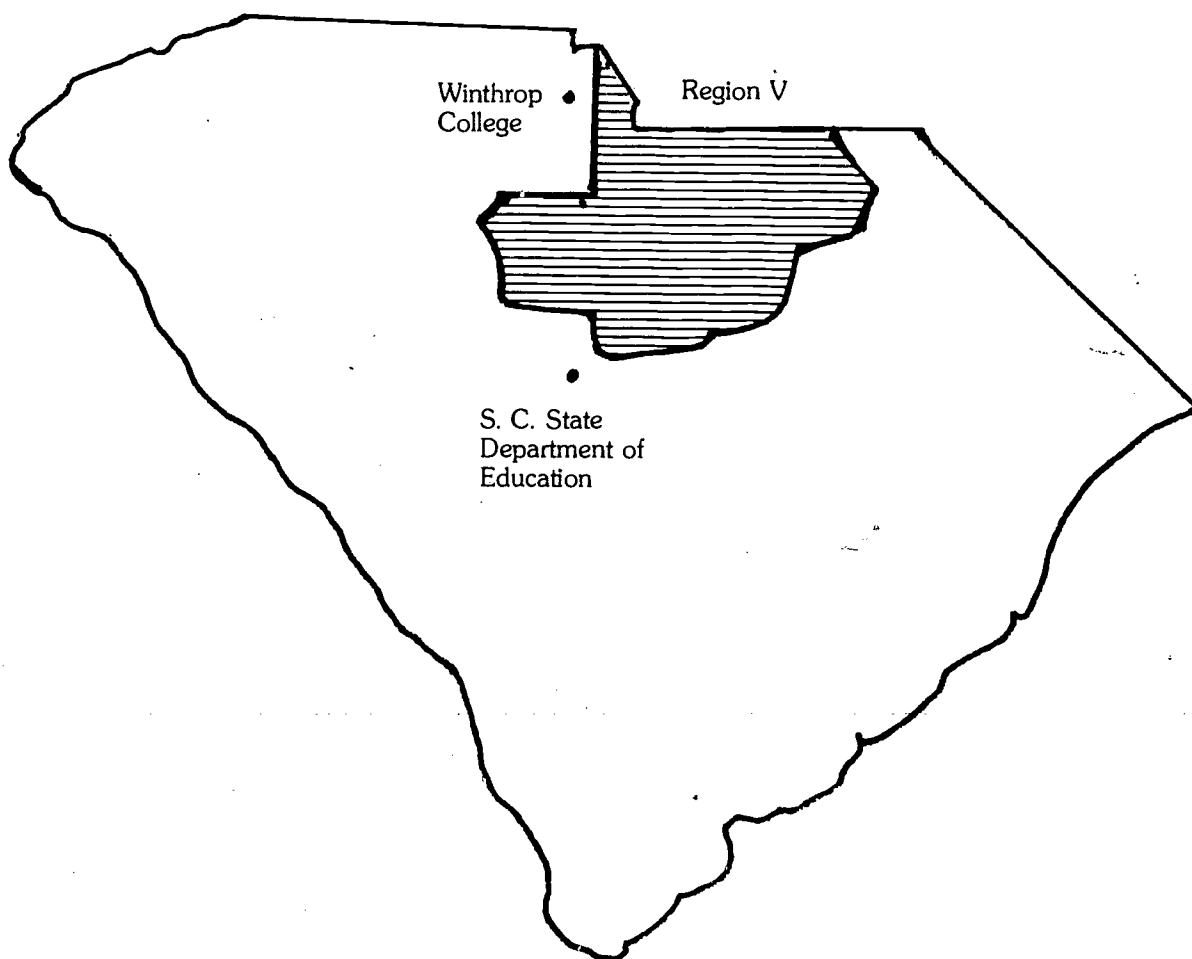 Winthrop
College
Region V
S. C. State
Department of
Education